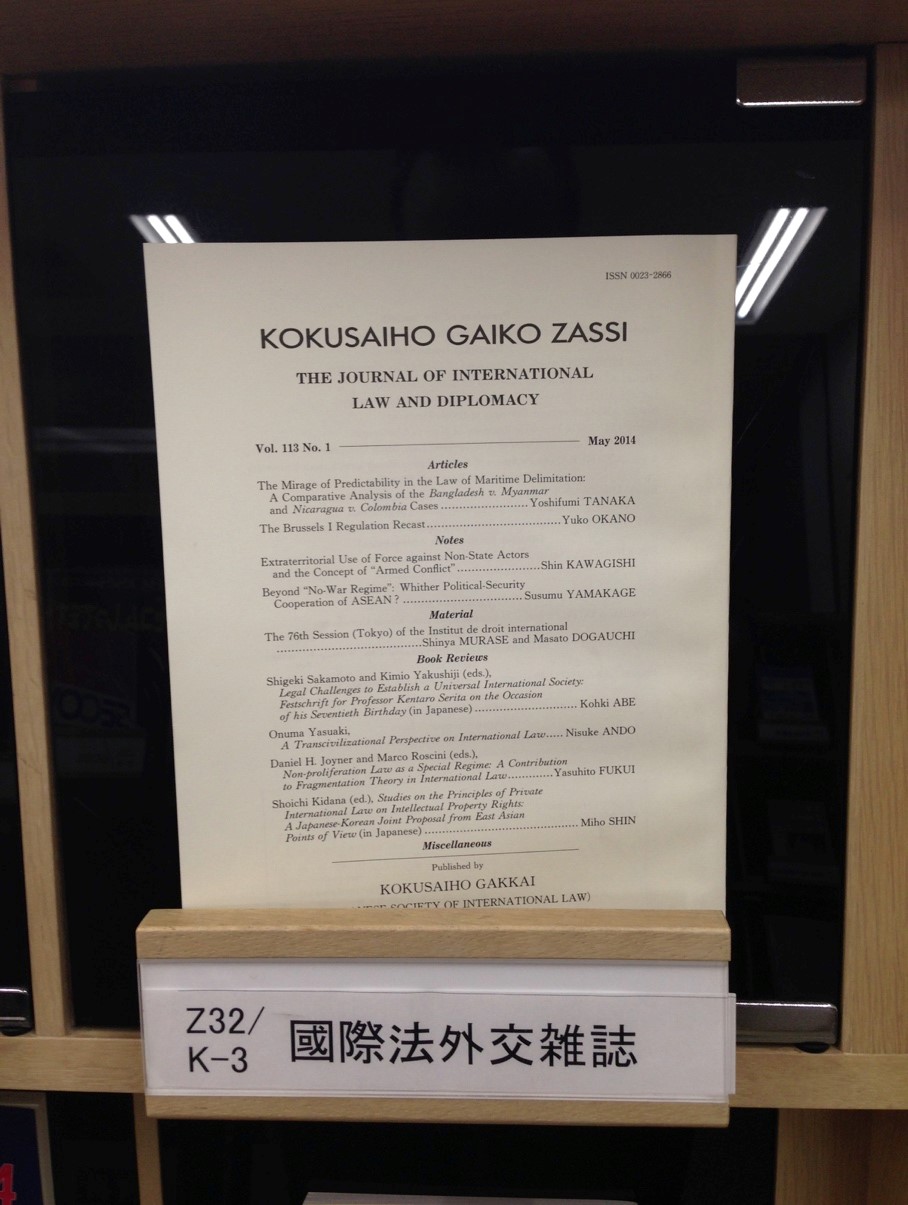 ISSN 0023-2866
KOKUSAIHO GAIKO ZASSI
THE JOURNAL OF INTERNATIONAL
LAW AND DIPLOMACY
Vol. 113 No. 1 May 2014
Articles
The Mirage of Predictability in the Law of Maritime Delimitation:
A Comparative Analysis of the Bangladesh v. Myanmar
and Nicaragua v. Colombia Cases ........................ Yoshifumi TANAKA
The Brussels I Regulation Recast.....................................Yuko OKANO
Notes
Extraterritorial Use of Force against Non-State Actors
and the Concept of "Armed Conflict".......................Shin KAWAGISHI
Beyond "No-War Regime": Whither Political-Security
Cooperation of ASEAN ? .................................Susumu YAMAKAGE
Material
The 76th Session (Tokyo) of the Institut de droit international
........................................Shinya MURASE and Masato DOGAUCHI
Book Reviews
Shigeki Sakamoto and Kimio Yakushiji (eds.),
Legal Challenges to Establish a Universal International Society:
Festschrift for Professor Kentaro Serita on the Occasion
of his Seventieth Birthday (in Japanese) ............................ Kohki ABE
Onuma Yasuaki,
A Transcivilizational Perspective on International Law..... Nisuke ANDO
Daniel H. Joyner and Marco Roscini (eds.),
Non-proliferation Law as a Special Regime: A Contribution
to Fragmentation Theory in International Law............Yasuhito FUKUI
Shoichi Kidana (ed.), Studies on the Principles of Private
International Law on Intellectual Property Rights:
A Japanese-Korean Joint Proposal from East Asian
Points of View (in Japanese) .......................................... Miho SHIN
Miscellaneous
Published by
KOKUSAIHO GAKKAI
SOCIETY OF INTERNATIONAL LAW)
Z32/
K-3
國際法外交雑誌